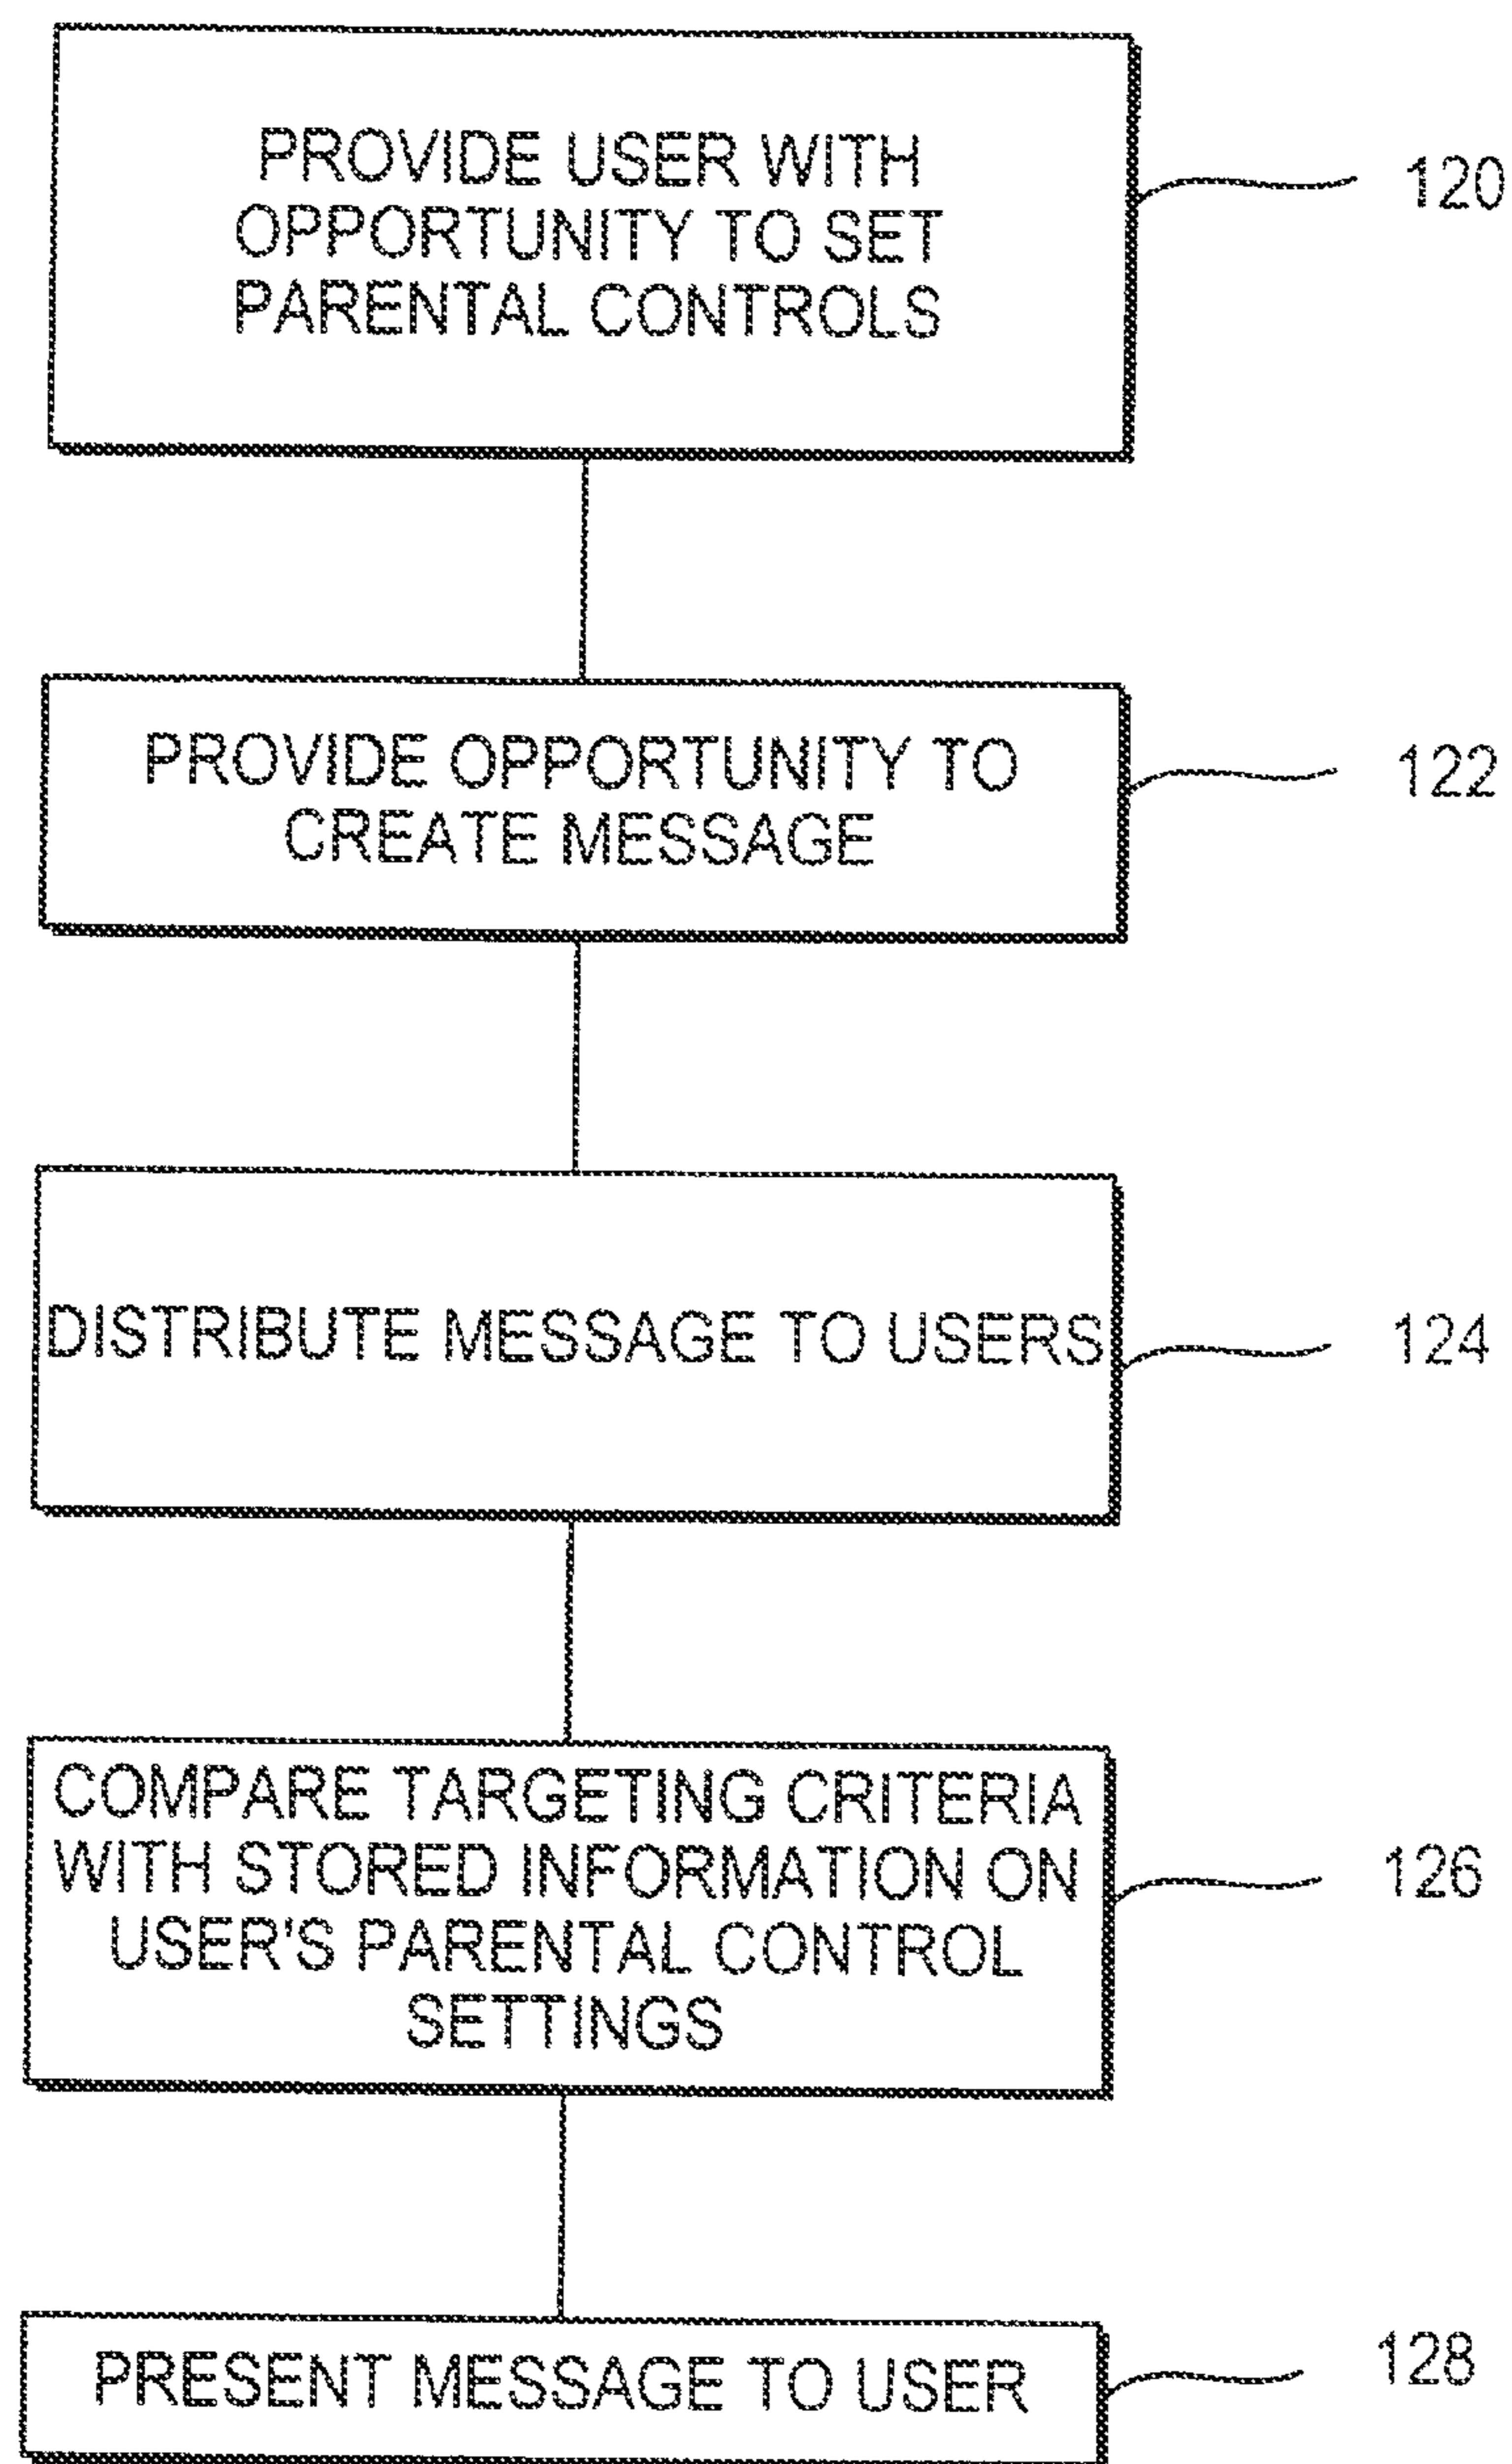 PROVIDE USER WITH
OPPORTUNITY TO SET
PARENTAL CONTROLS
120
PROVIDE OPPORTUNITY TO
CREATE MESSAGE
122
DISTRIBUTE MESSAGE TO USERS
124
COMPARE TARGETING CRITERIA
WITH STORED INFORMATION ON
USER'S PARENTAL CONTROL
SETTINGS
126
PRESENT MESSAGE TO USER
128